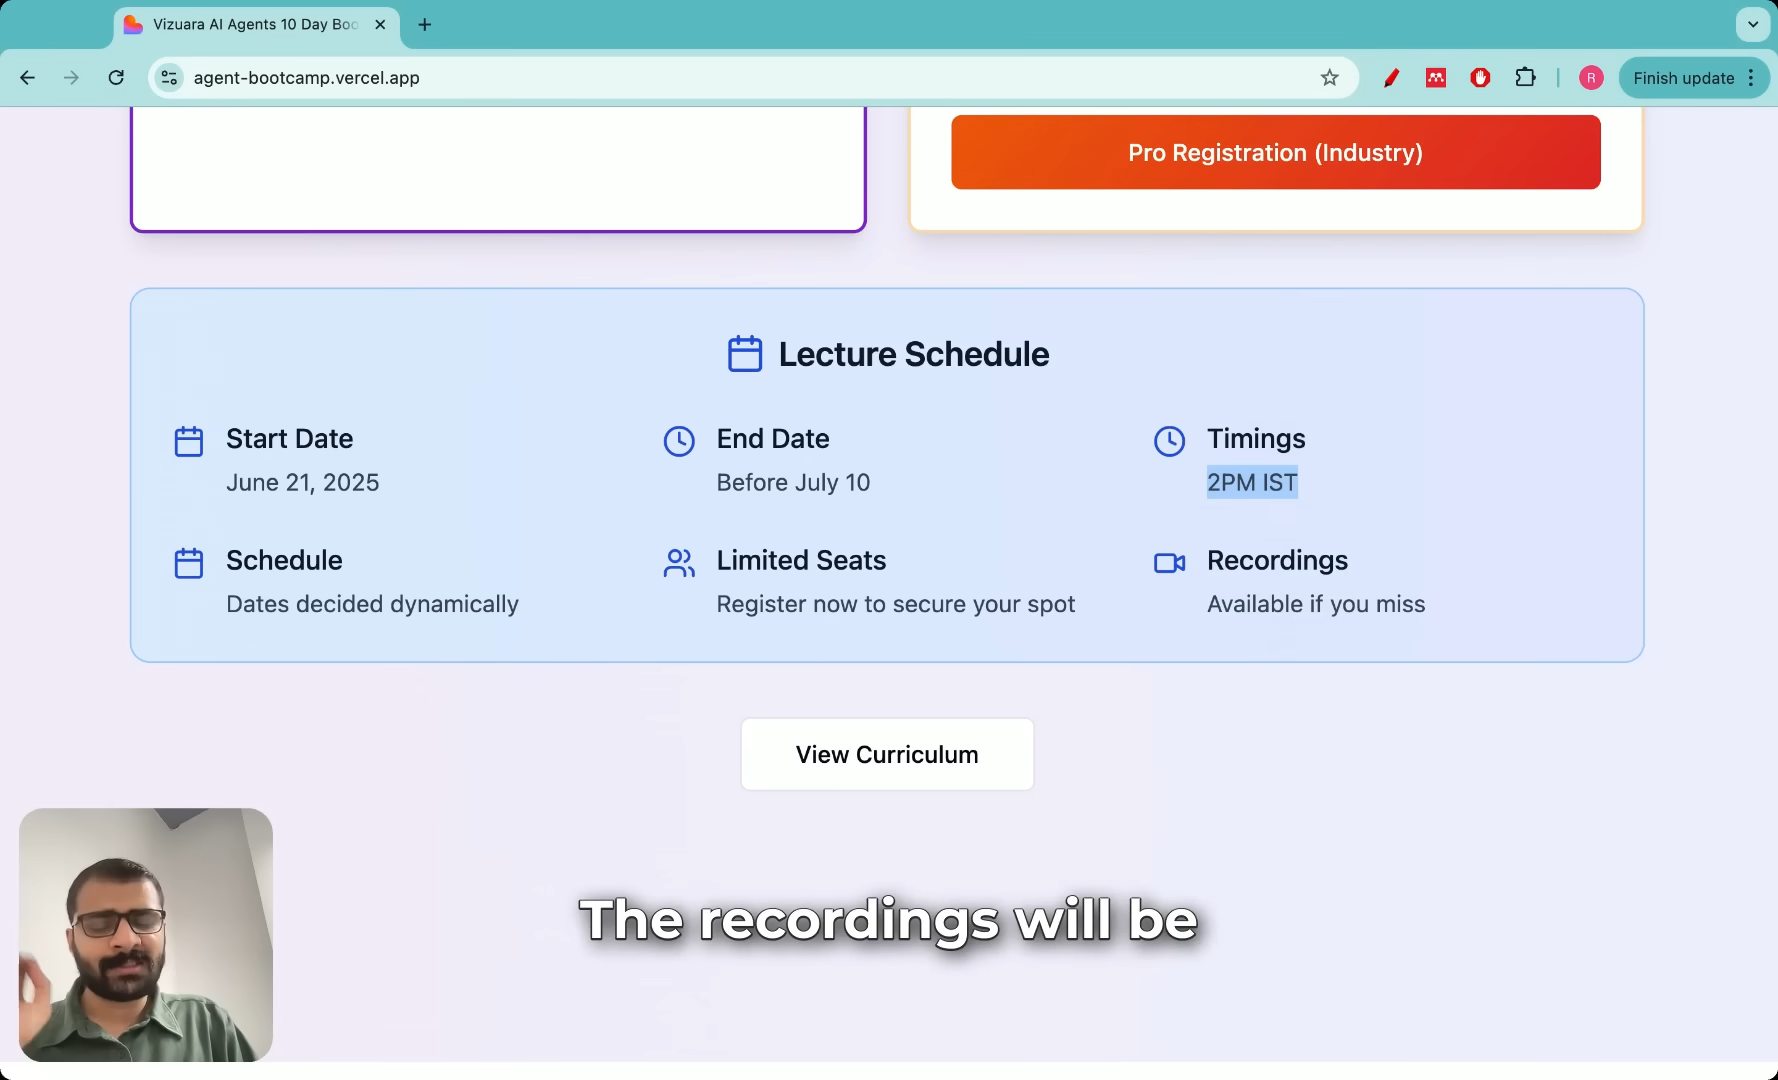 Vizuara AI Agents 10 Day Boo
agent-bootcamp.vercel.app
R
Finish update
Pro Registration (Industry)
Lecture Schedule
Start Date
June 21, 2025
End Date
Before July 10
Timings
2PM IST
Schedule
Dates decided dynamically
Limited Seats
Register now to secure your spot
Recordings
Available if you miss
View Curriculum
The recordings will be